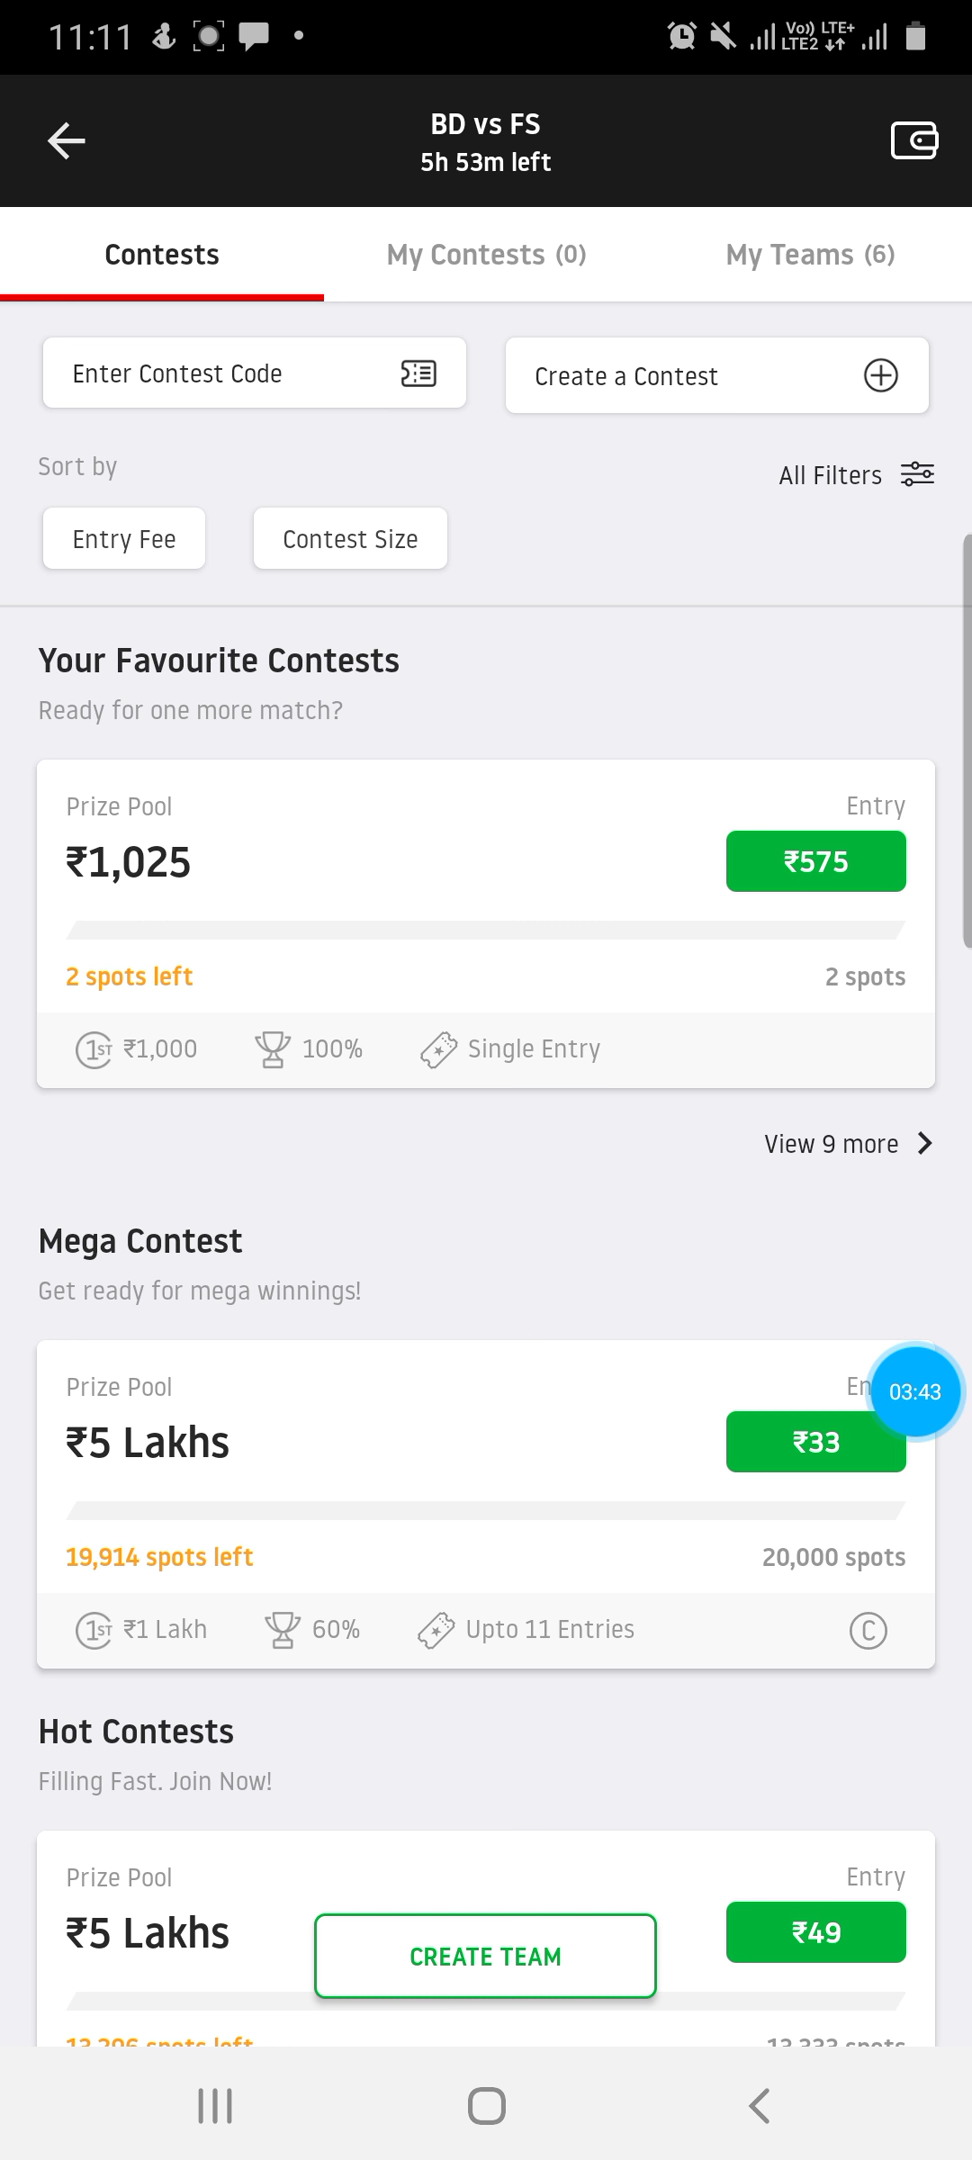 11:11
Vo)) LTE+
LTE2
BD vs FS
5h 53m left
Contests
My Contests (0)
My Teams (6)
Enter Contest Code
Create a Contest
Sort by
All Filters
Entry Fee
Contest Size
Your Favourite Contests
Ready for one more match?
Prize Pool
Entry
₹1,025
₹575
2 spots left
2 spots
1ST ₹1,000
100%
Single Entry
View 9 more
Mega Contest
Get ready for mega winnings!
Prize Pool
03:43
₹5 Lakhs
₹33
19,914 spots left
20,000 spots
1ST ₹1 Lakh
60%
Upto 11 Entries
C
Hot Contests
Filling Fast. Join Now!
Prize Pool
Entry
₹5 Lakhs
₹49
CREATE TEAM
spots left
spots